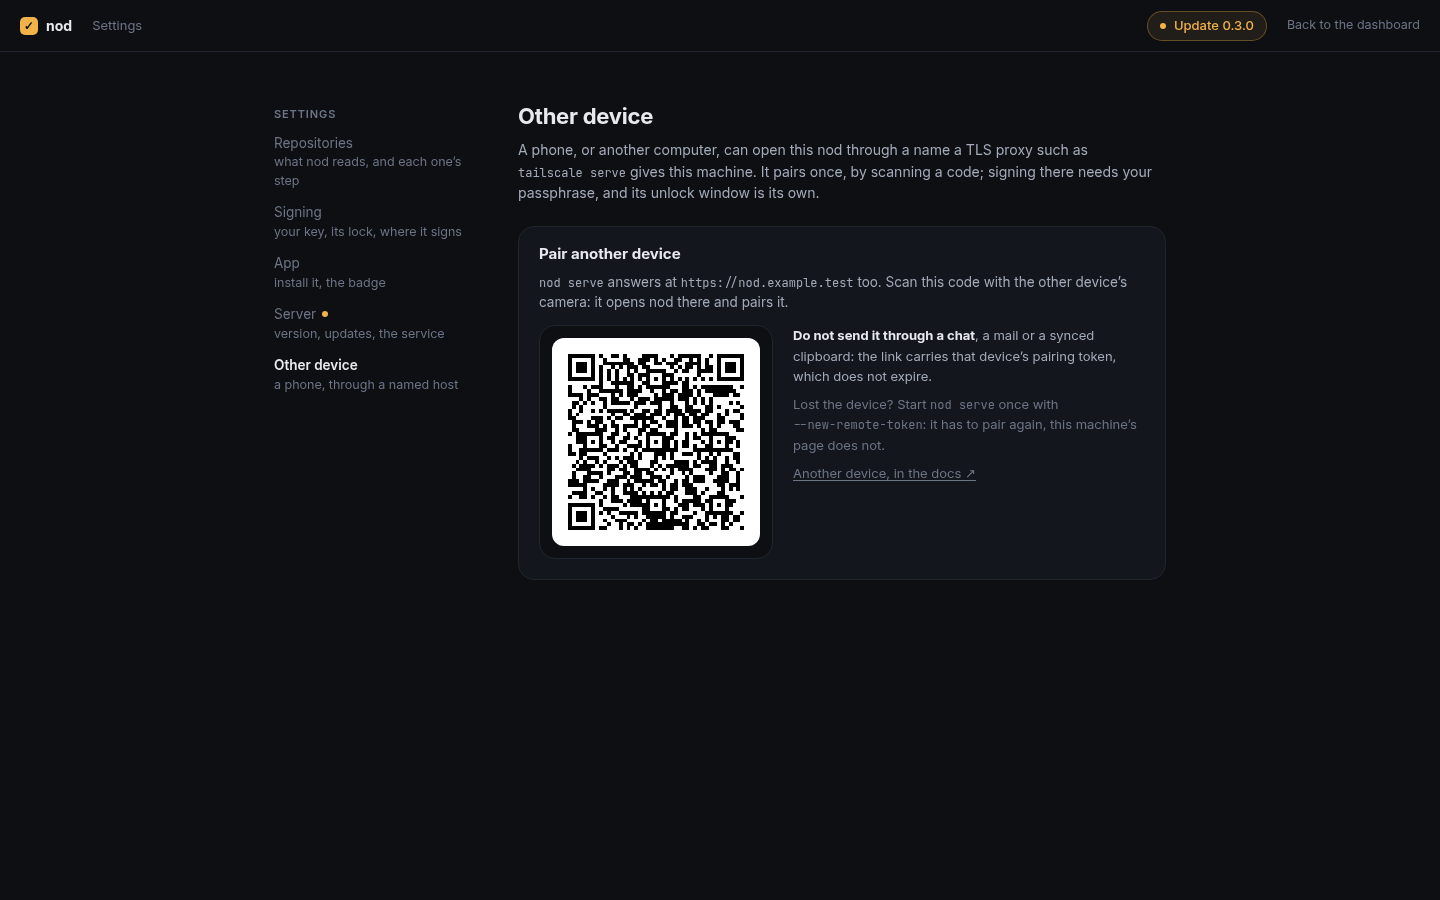 ✓ nod Settings Update 0.3.0 Back to the dashboard
SETTINGS
Repositories
what nod reads, and each one’s
step
Signing
your key, its lock, where it signs
App
install it, the badge
Server
version, updates, the service
Other device
a phone, through a named host
Other device
A phone, or another computer, can open this nod through a name a TLS proxy such as
tailscale serve gives this machine. It pairs once, by scanning a code; signing there needs your
passphrase, and its unlock window is its own.
Pair another device
nod serve answers at https://nod.example.test too. Scan this code with the other device’s
camera: it opens nod there and pairs it.
Do not send it through a chat, a mail or a synced
clipboard: the link carries that device’s pairing token,
which does not expire.
Lost the device? Start nod serve once with
--new-remote-token: it has to pair again, this machine’s
page does not.
Another device, in the docs ↗